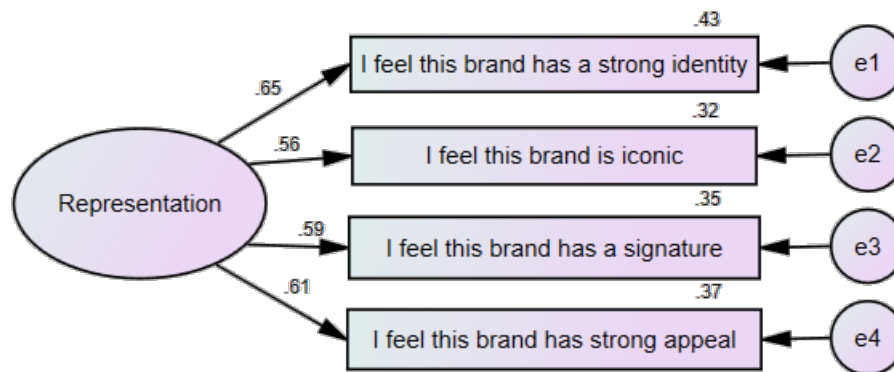 .43
I feel this brand has a strong identity
e1
.65
.32
.56
I feel this brand is iconic
e2
Representation
.35
.59
I feel this brand has a signature
e3
.61
.37
I feel this brand has strong appeal
e4